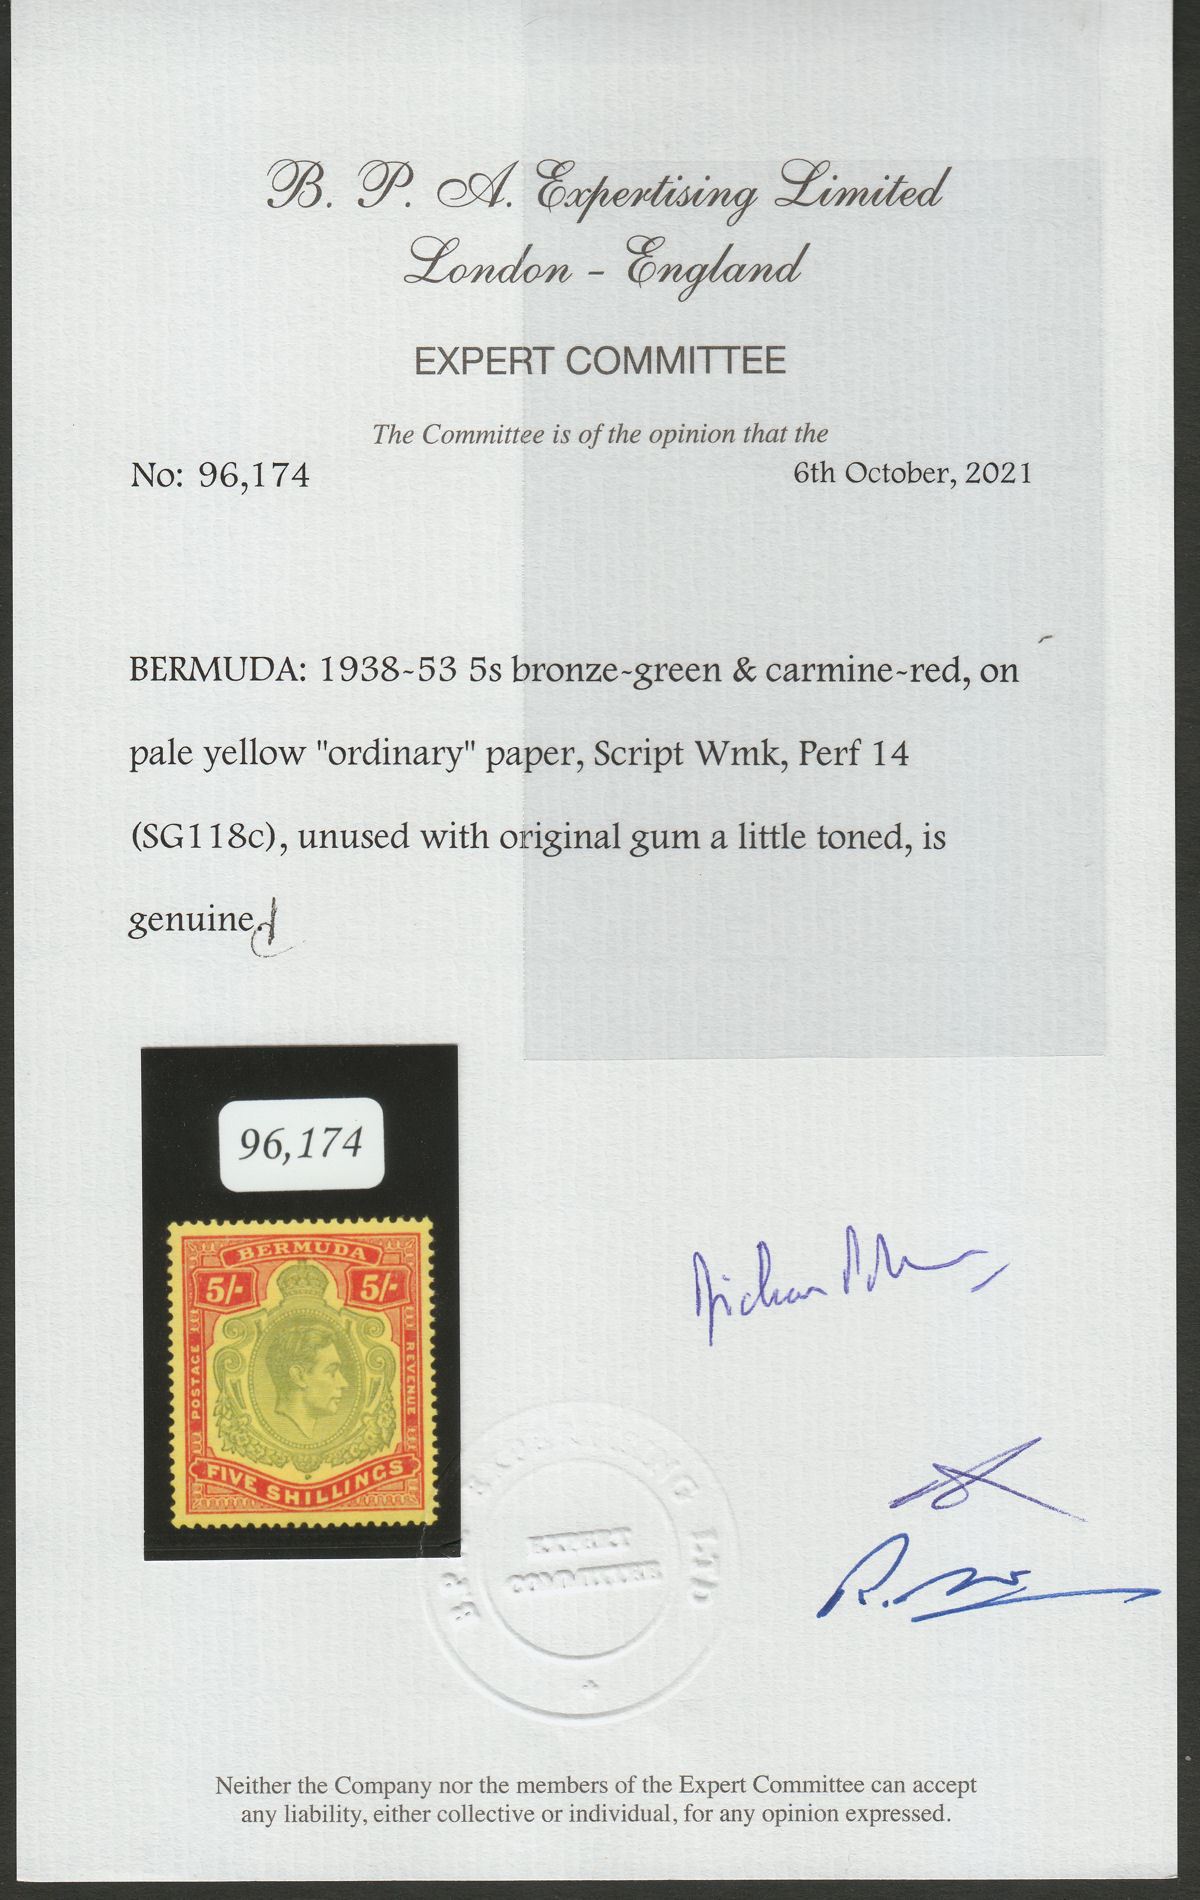 B. P. A. Expertising Limited
London - England
EXPERT COMMITTEE
The Committee is of the opinion that the
No: 96,174
6th October, 2021
BERMUDA: 1938-53 5s bronze-green & carmine-red, on
pale yellow "ordinary" paper, Script Wmk, Perf 14
(SG118c), unused with original gum a little toned, is
genuine.
96,174
BERMUDA
5/- 5/-
POSTAGE
REVENUE
FIVE SHILLINGS
LTD
EXPERT
COMMITTEE
Neither the Company nor the members of the Expert Committee can accept
any liability, either collective or individual, for any opinion expressed.